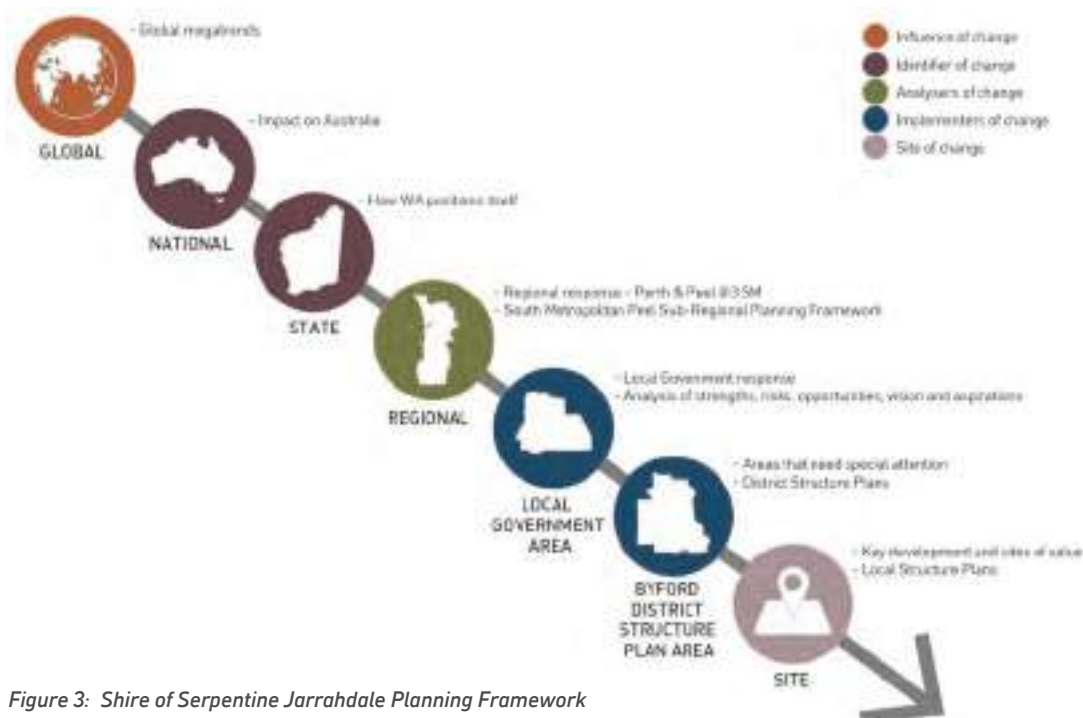 - Global megatrends
GLOBAL
- Impact on Australia
NATIONAL
- How WA positions itself
STATE
- Regional response - Perth & Peel @3.5M
- South Metropolitan Peel Sub-Regional Planning Framework
REGIONAL
- Local Government response
- Analysis of strengths, risks, opportunities, vision and aspirations
LOCAL
GOVERNMENT
AREA
- Areas that need special attention
- District Structure Plans
BYFORD
DISTRICT
STRUCTURE
PLAN AREA
- Key development and sites of value
- Local Structure Plans
SITE
Influence of change
Identifier of change
Analysers of change
Implementers of change
Site of change
Figure 3: Shire of Serpentine Jarrahdale Planning Framework